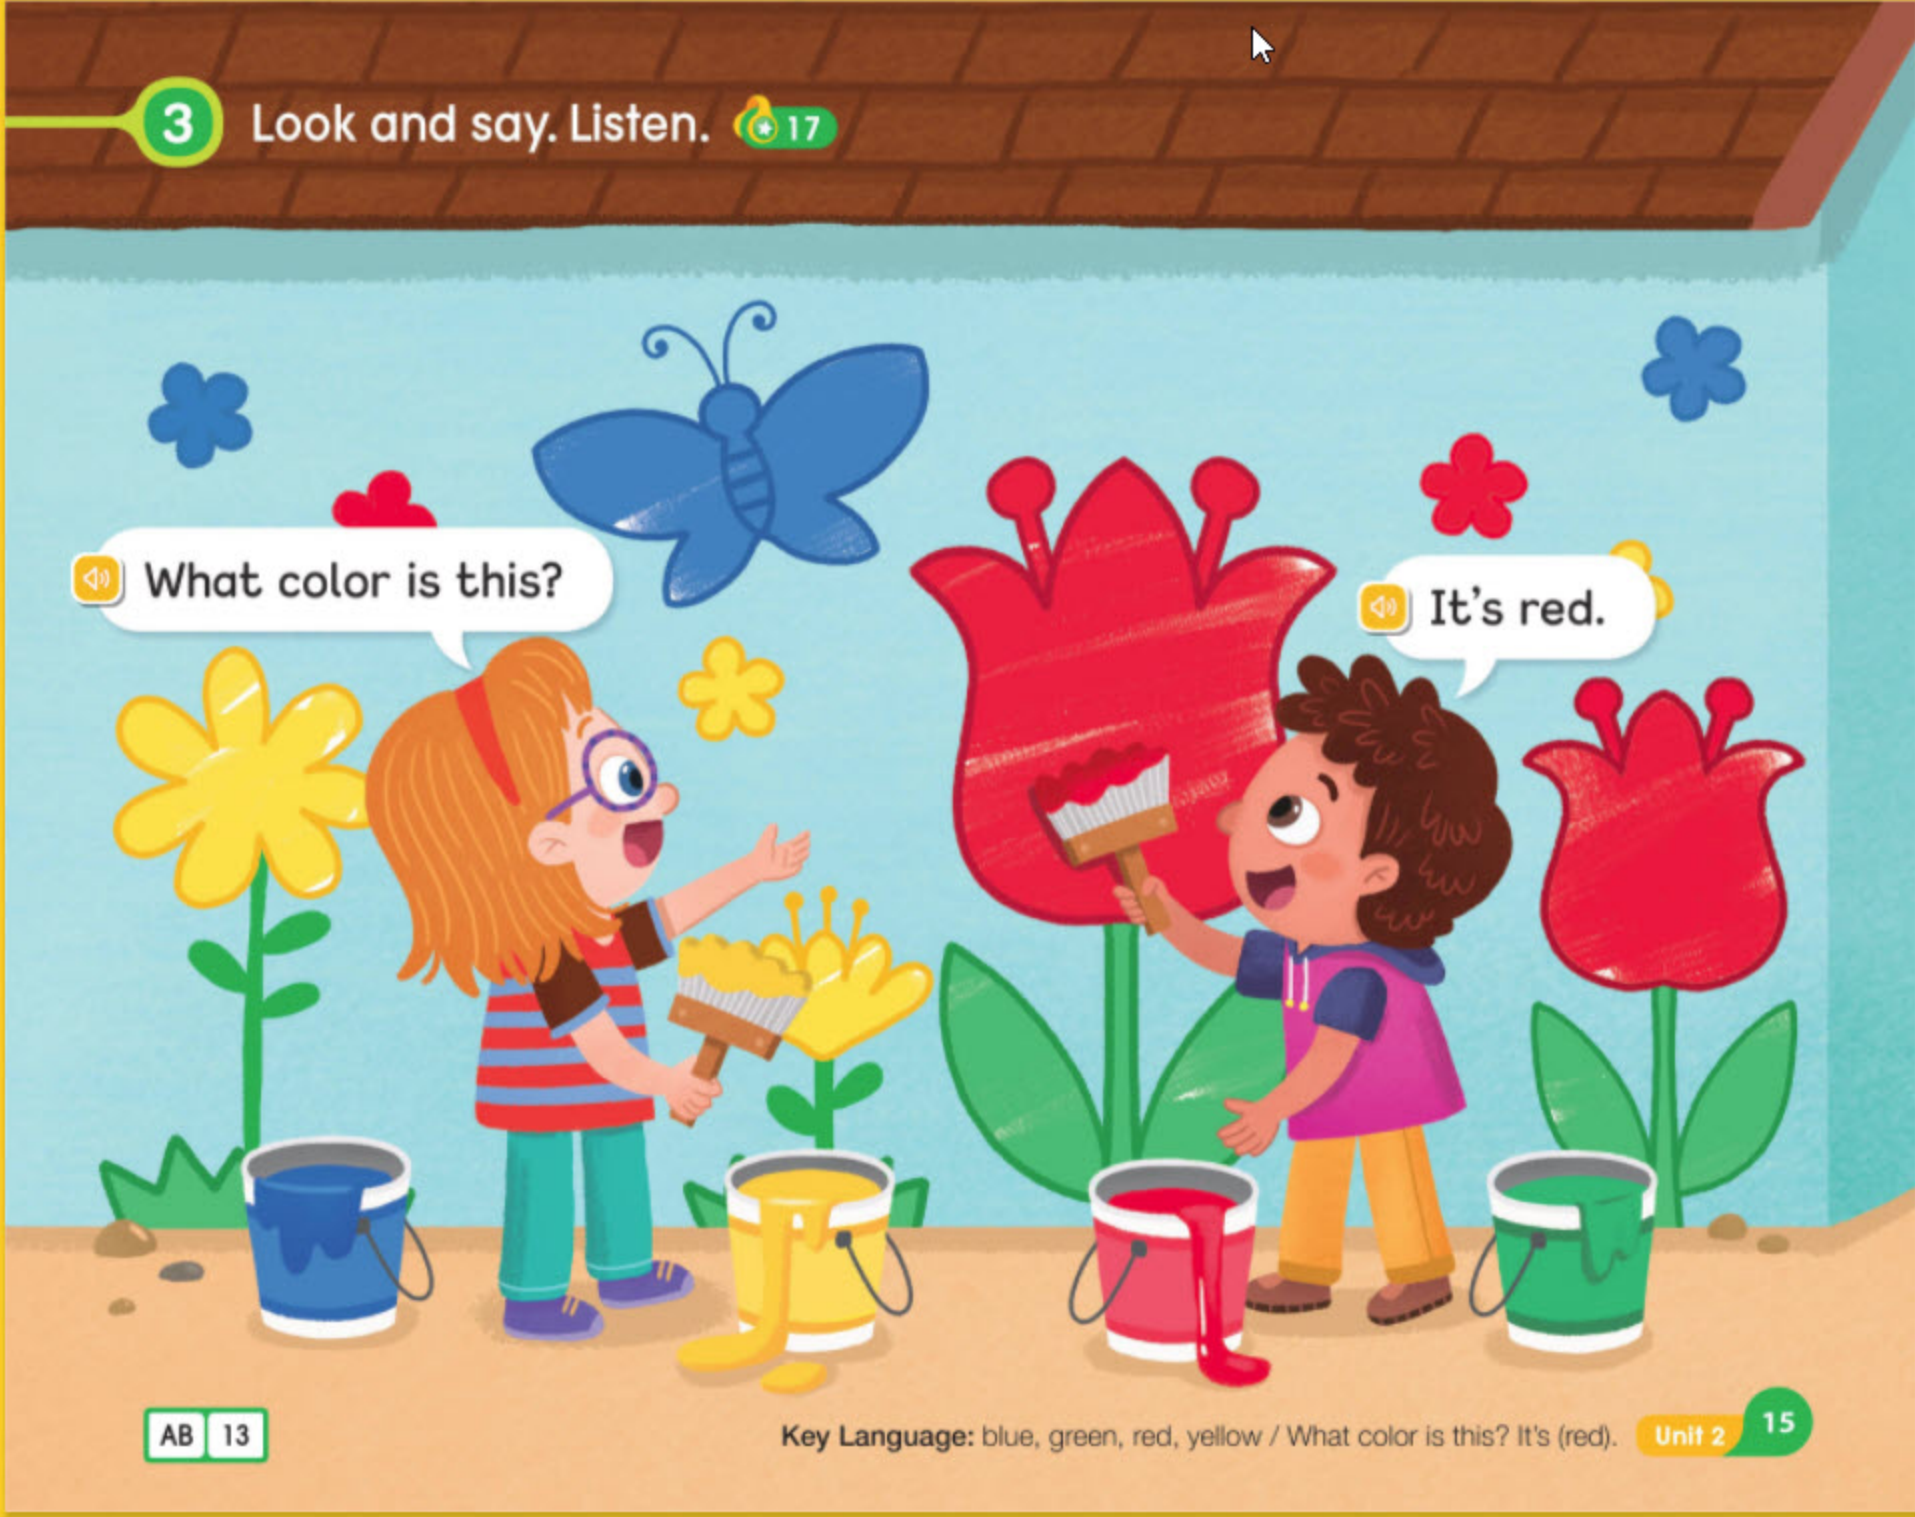 3 Look and say. Listen. 17
What color is this?
It's red.
AB 13
Key Language: blue, green, red, yellow / What color is this? It's (red).
Unit 2 15